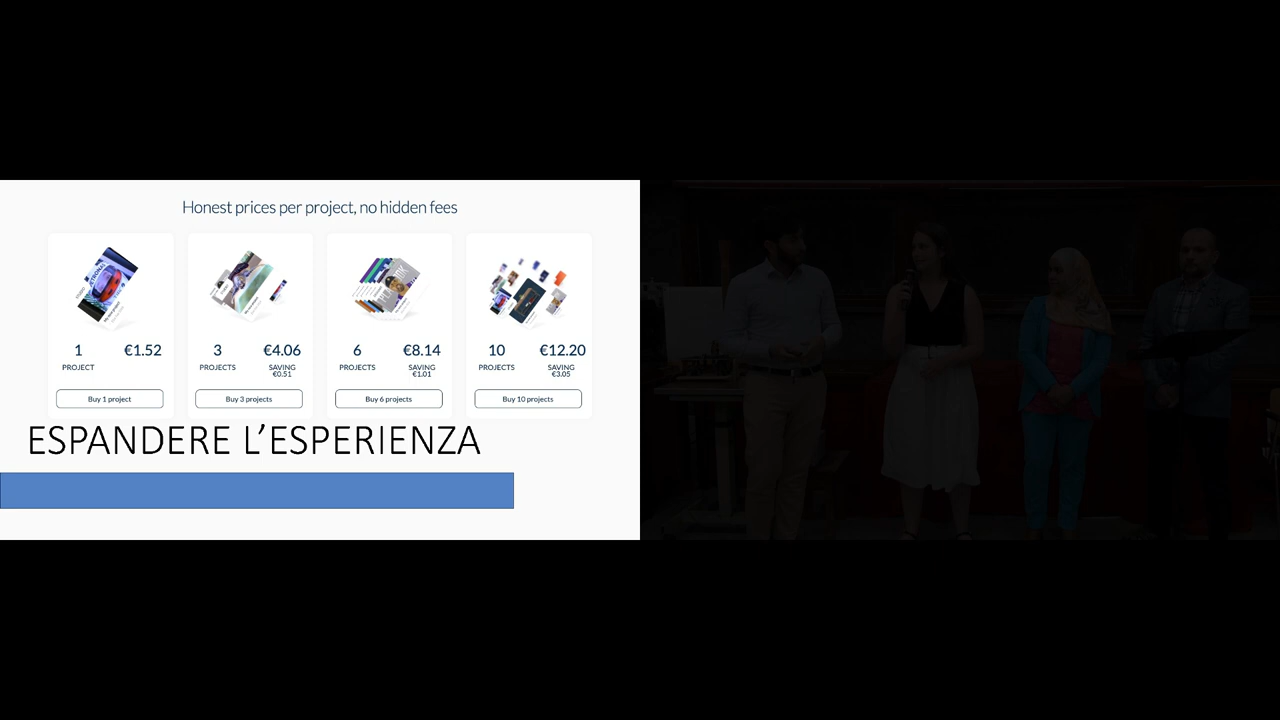 Honest prices per project, no hidden fees
1 €1.52
PROJECT
Buy 1 project
3 €4.06
PROJECTS SAVING
€0.51
Buy 3 projects
6 €8.14
PROJECTS SAVING
€1.01
Buy 6 projects
10 €12.20
PROJECTS SAVING
€3.05
Buy 10 projects
ESPANDERE L’ESPERIENZA